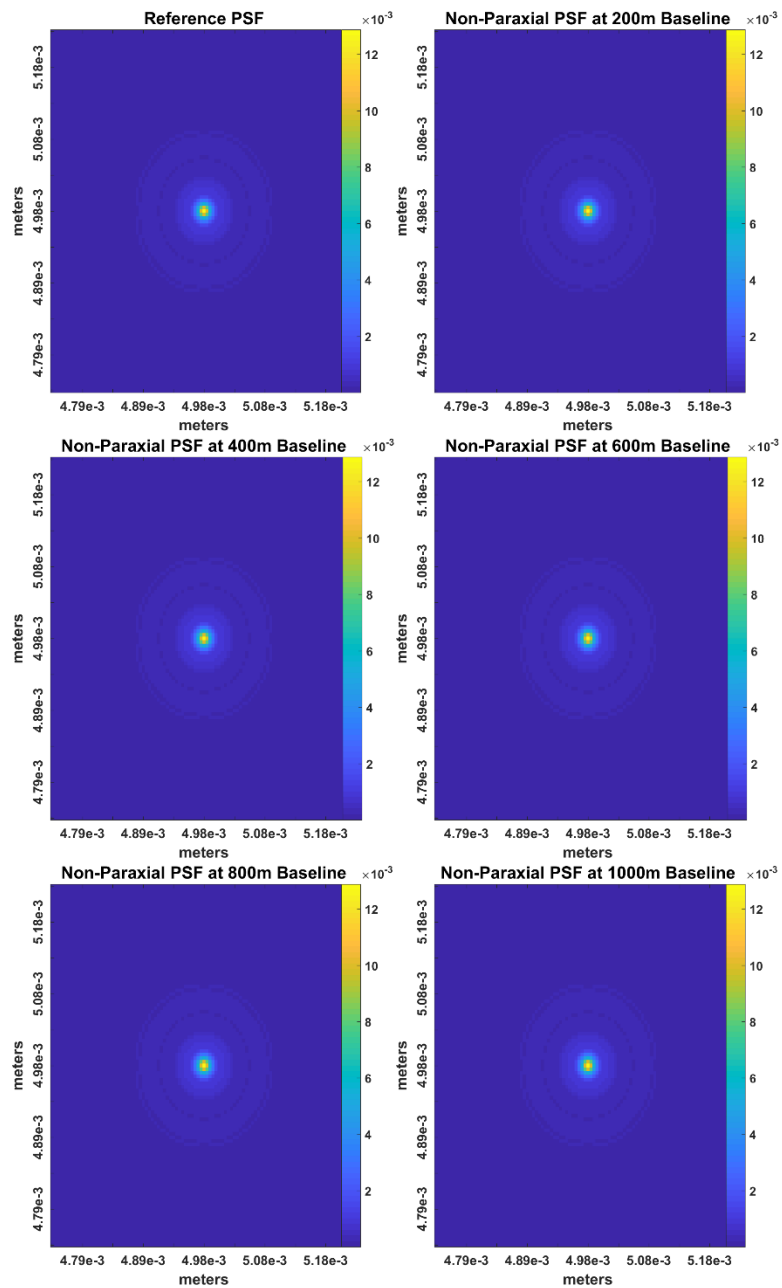 Reference PSF
×10⁻³
5.18e-3
5.08e-3
4.98e-3
4.89e-3
4.79e-3
meters
12
10
8
6
4
2
4.79e-3 4.89e-3 4.98e-3 5.08e-3 5.18e-3
meters
Non-Paraxial PSF at 200m Baseline
×10⁻³
5.18e-3
5.08e-3
4.98e-3
4.89e-3
4.79e-3
meters
12
10
8
6
4
2
4.79e-3 4.89e-3 4.98e-3 5.08e-3 5.18e-3
meters
Non-Paraxial PSF at 400m Baseline
×10⁻³
5.18e-3
5.08e-3
4.98e-3
4.89e-3
4.79e-3
meters
12
10
8
6
4
2
4.79e-3 4.89e-3 4.98e-3 5.08e-3 5.18e-3
meters
Non-Paraxial PSF at 600m Baseline
×10⁻³
5.18e-3
5.08e-3
4.98e-3
4.89e-3
4.79e-3
meters
12
10
8
6
4
2
4.79e-3 4.89e-3 4.98e-3 5.08e-3 5.18e-3
meters
Non-Paraxial PSF at 800m Baseline
×10⁻³
5.18e-3
5.08e-3
4.98e-3
4.89e-3
4.79e-3
meters
12
10
8
6
4
2
4.79e-3 4.89e-3 4.98e-3 5.08e-3 5.18e-3
meters
Non-Paraxial PSF at 1000m Baseline
×10⁻³
5.18e-3
5.08e-3
4.98e-3
4.89e-3
4.79e-3
meters
12
10
8
6
4
2
4.79e-3 4.89e-3 4.98e-3 5.08e-3 5.18e-3
meters